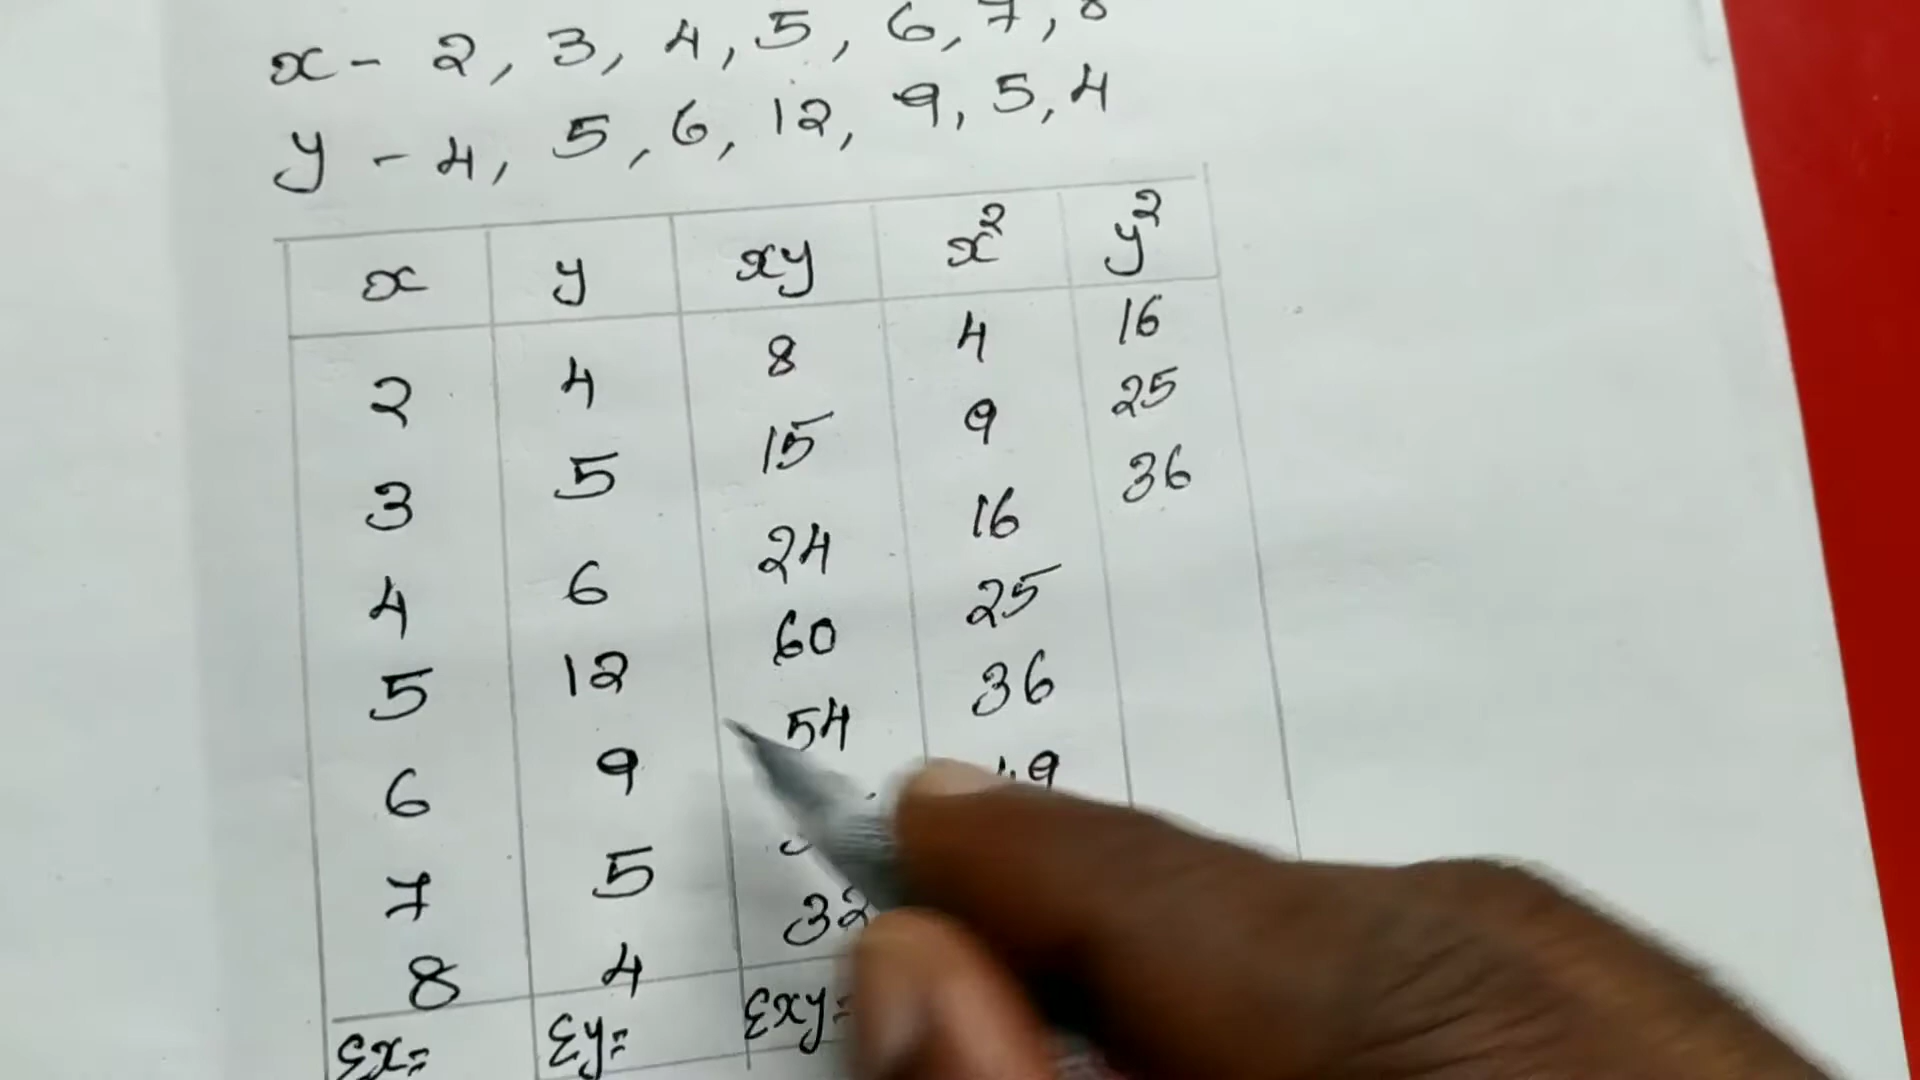 x - 2, 3, 4, 5, 6, 7, 8
y - 4, 5, 6, 12, 9, 5, 4
x y xy x² y²
2 4 8 4 16
3 5 15 9 25
4 6 24 16 36
5 12 60 25
6 9 54 36
7 5
8 4 32
Σx= Σy= Σxy=